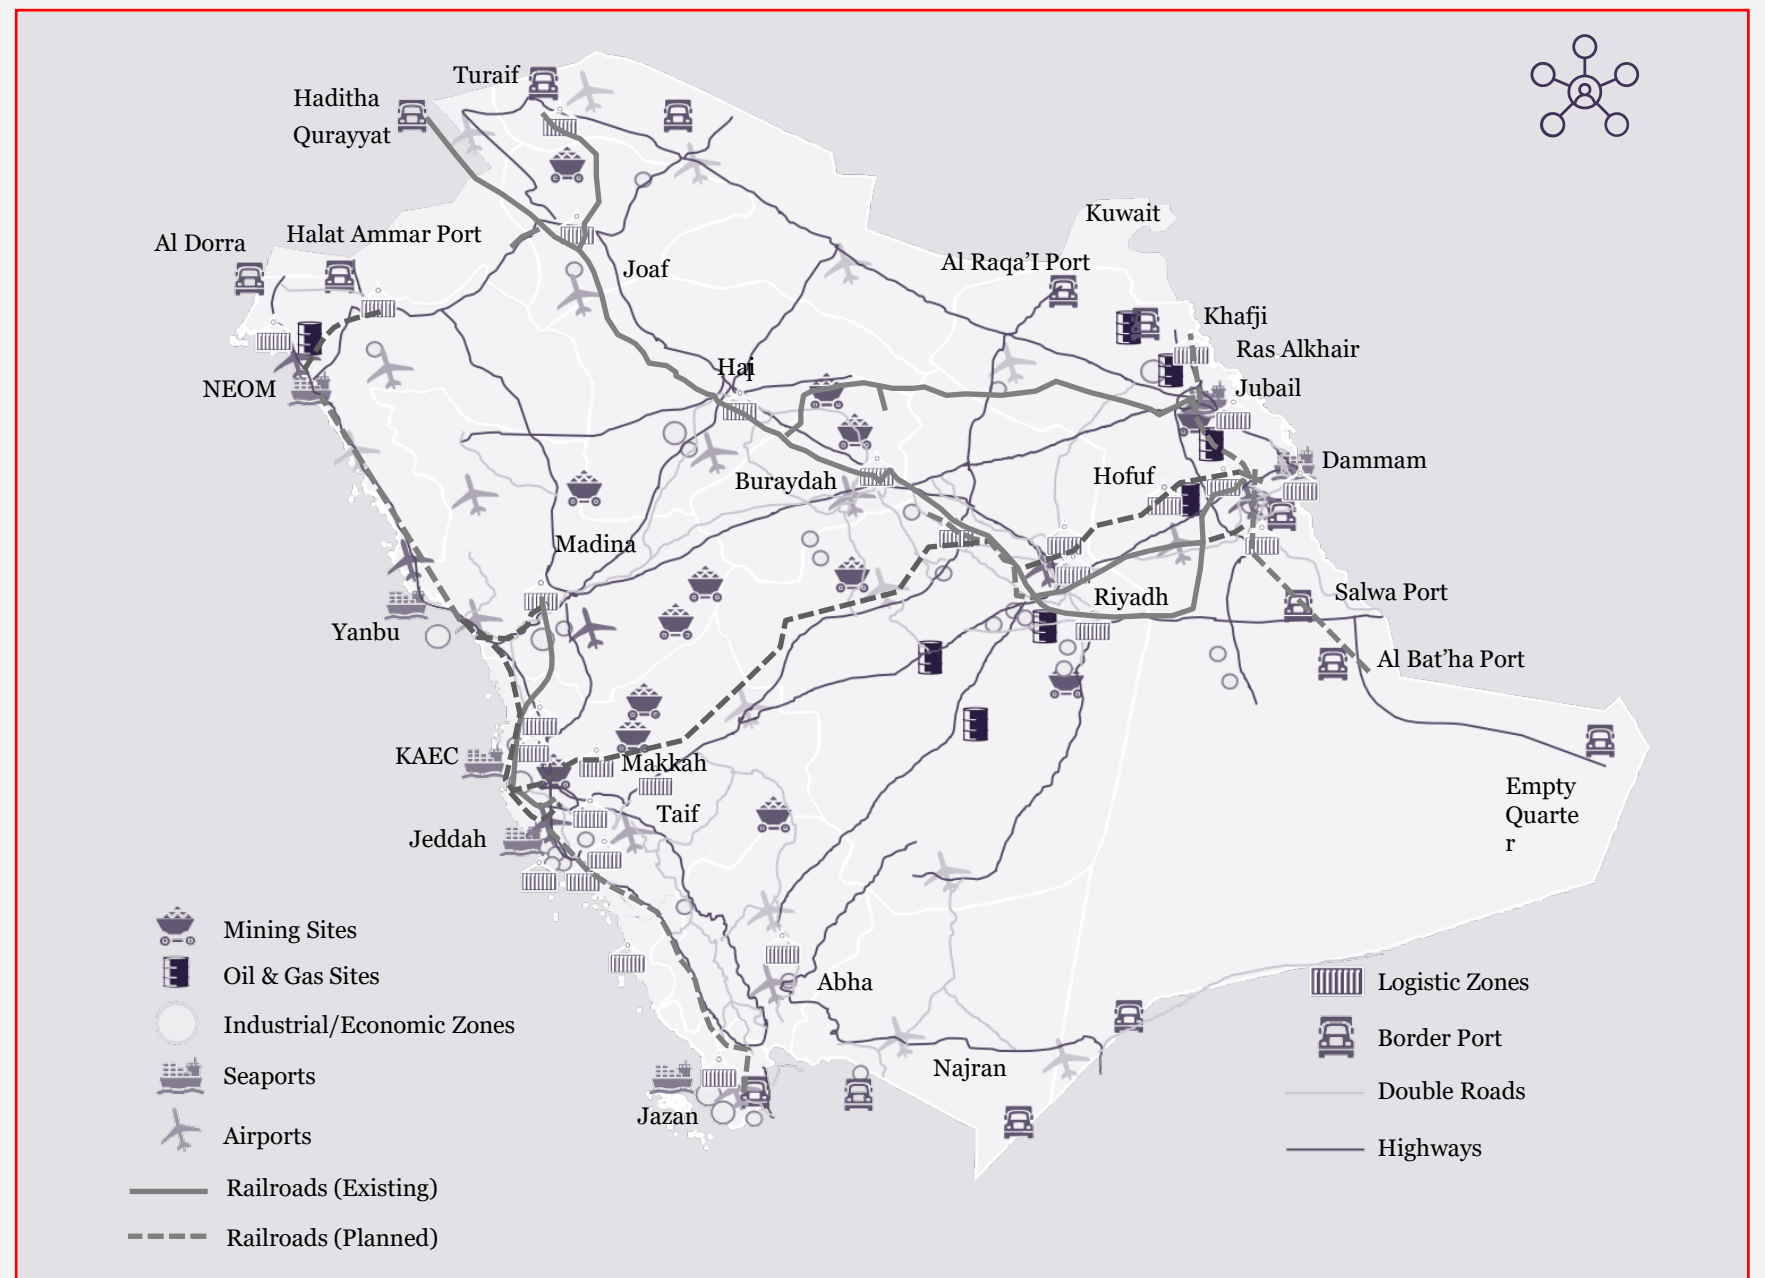 Turaif
Haditha
Qurayyat
Kuwait
Halat Ammar Port
Al Dorra
Al Raqa’I Port
Joaf
Khafji
Ras Alkhair
NEOM
Jubail
Buraydah
Hofuf
Dammam
Madina
Riyadh
Salwa Port
Yanbu
Al Bat’ha Port
KAEC
Makkah
Taif
Empty
Quarte
r
Jeddah
Abha
Najran
Jazan
Mining Sites
Oil & Gas Sites
Industrial/Economic Zones
Seaports
Airports
Railroads (Existing)
Railroads (Planned)
Logistic Zones
Border Port
Double Roads
Highways